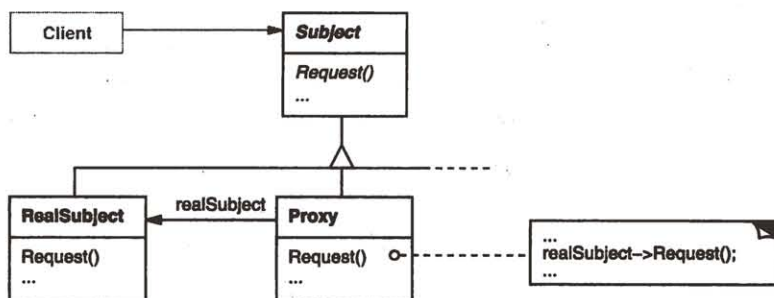 Client
Subject
Request()
...
RealSubject
Request()
...
realSubject
Proxy
Request()
...
...
realSubject–>Request();
...